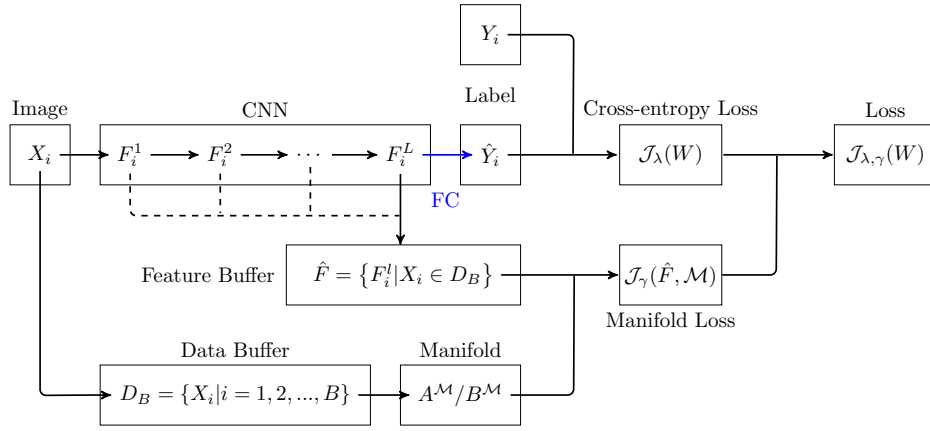 Y_i
Image
CNN
Label
Cross-entropy Loss
Loss
X_i
F_i^1
F_i^2
· · ·
F_i^L
Ŷ_i
𝒥_λ(W)
𝒥_{λ,γ}(W)
FC
Feature Buffer
F̂ = {F_i^l|X_i ∈ D_B}
𝒥_γ(F̂, ℳ)
Manifold Loss
Data Buffer
Manifold
D_B = {X_i|i = 1, 2, ..., B}
A^ℳ/B^ℳ